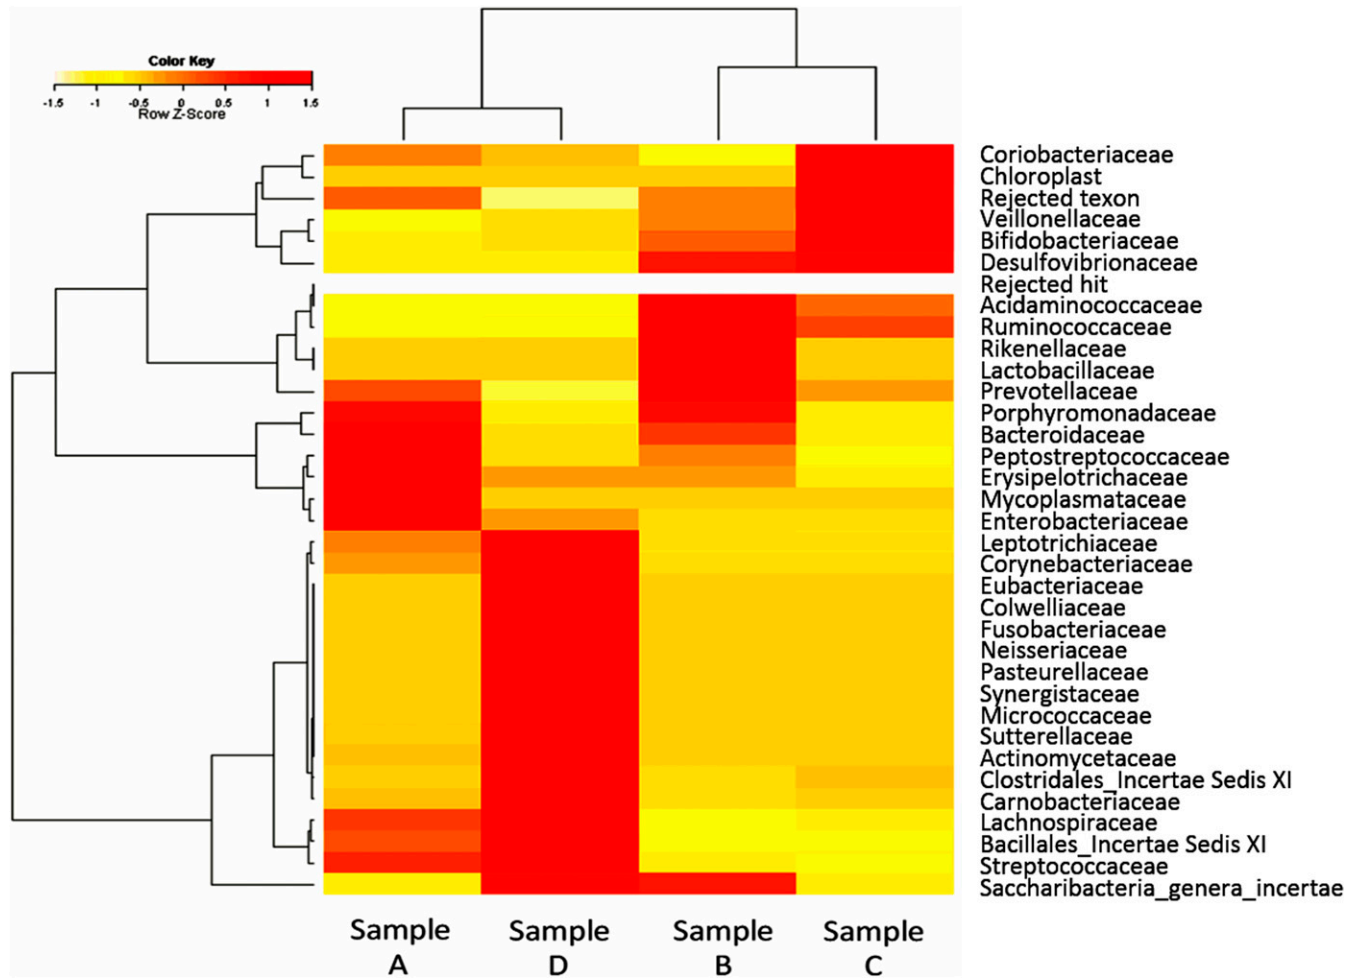 Color Key
-1.5 -1 -0.5 0 0.5 1 1.5
Row Z-Score
Coriobacteriaceae
Chloroplast
Rejected texon
Veillonellaceae
Bifidobacteriaceae
Desulfovibrionaceae
Rejected hit
Acidaminococcaceae
Ruminococcaceae
Rikenellaceae
Lactobacillaceae
Prevotellaceae
Porphyromonadaceae
Bacteroidaceae
Peptostreptococcaceae
Erysipelotrichaceae
Mycoplasmataceae
Enterobacteriaceae
Leptotrichiaceae
Corynebacteriaceae
Eubacteriaceae
Colwelliaceae
Fusobacteriaceae
Neisseriaceae
Pasteurellaceae
Synergistaceae
Micrococcaceae
Sutterellaceae
Actinomycetaceae
Clostridales_Incertae Sedis XI
Carnobacteriaceae
Lachnospiraceae
Bacillales_Incertae Sedis XI
Streptococcaceae
Saccharibacteria_genera_incertae
Sample Sample Sample Sample
A D B C